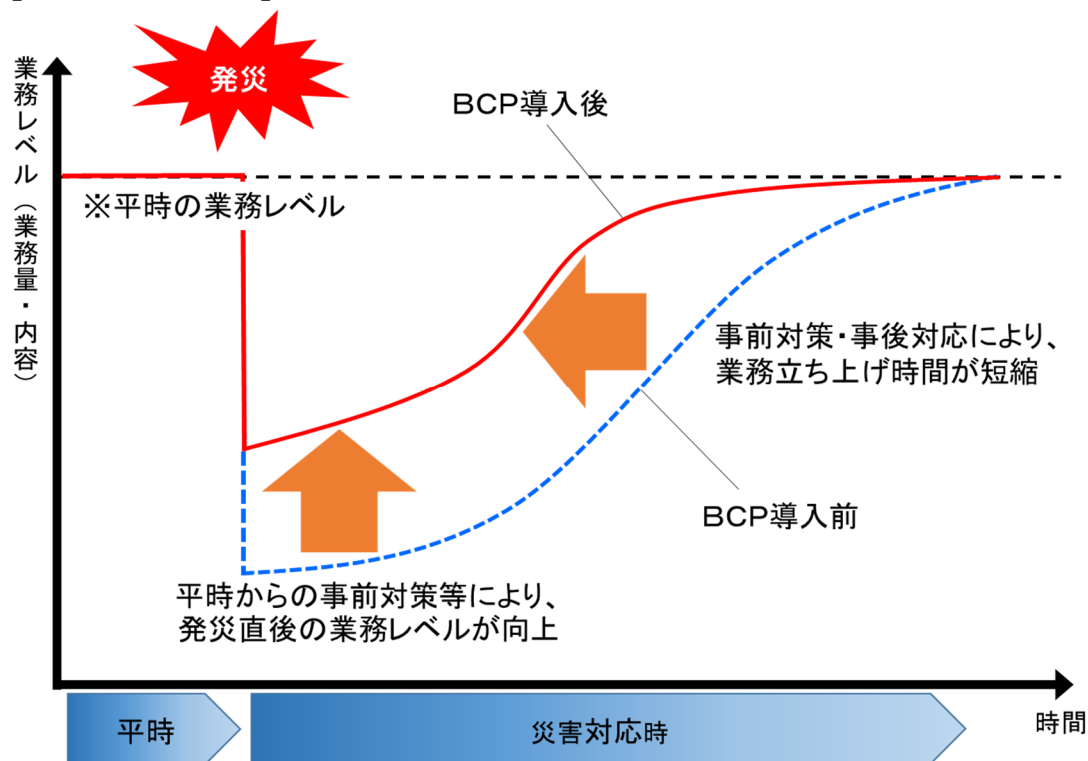 発災
業務レベル（業務量・内容）
BCP導入後
※平時の業務レベル
事前対策・事後対応により、
業務立ち上げ時間が短縮
BCP導入前
平時からの事前対策等により、
発災直後の業務レベルが向上
平時
災害対応時
時間